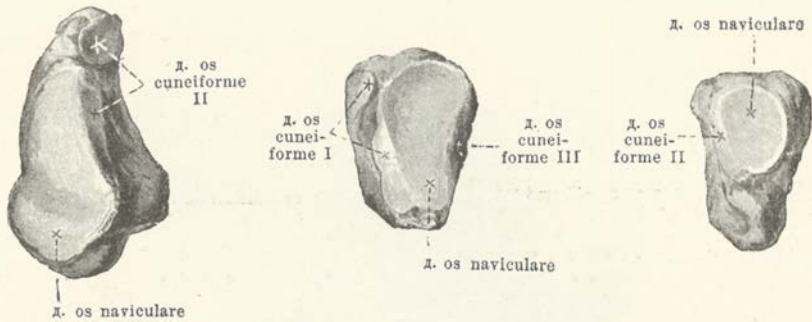 д. os
cuneiforme
II
д. os naviculare
д. os
cunei-
forme I
д. os
cunei-
forme III
д. os naviculare
д. os naviculare
д. os
cunei-
forme II